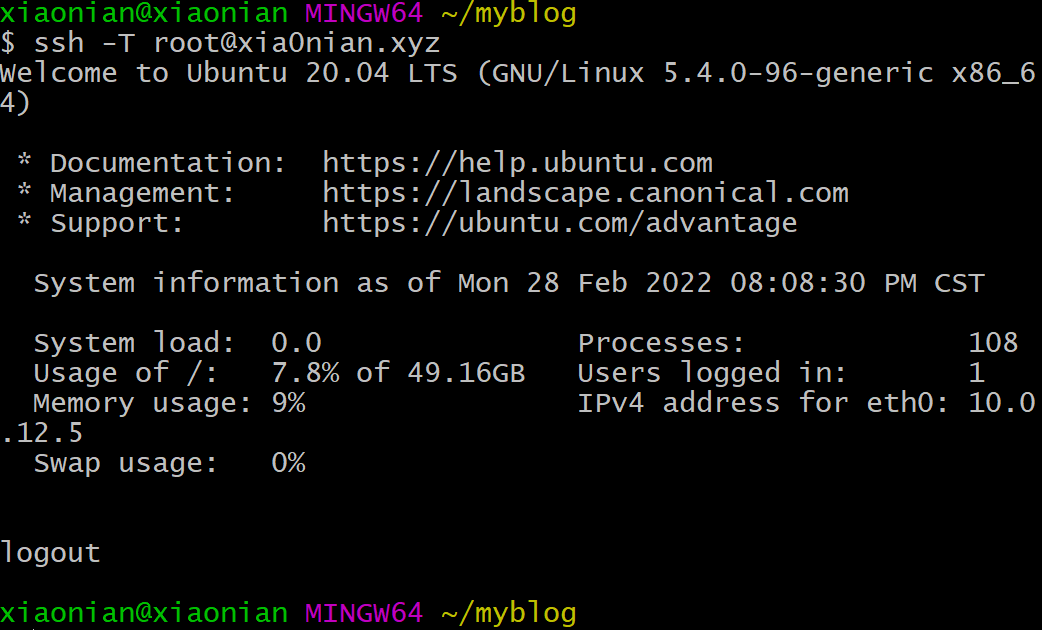 xiaonian@xiaonian MINGW64 ~/myblog
$ ssh -T root@xia0nian.xyz
Welcome to Ubuntu 20.04 LTS (GNU/Linux 5.4.0-96-generic x86_6
4)
* Documentation:  https://help.ubuntu.com
* Management:     https://landscape.canonical.com
* Support:        https://ubuntu.com/advantage
System information as of Mon 28 Feb 2022 08:08:30 PM CST
System load:  0.0               Processes:             108
Usage of /:   7.8% of 49.16GB   Users logged in:       1
Memory usage: 9%                IPv4 address for eth0: 10.0
.12.5
Swap usage:   0%
logout
xiaonian@xiaonian MINGW64 ~/myblog